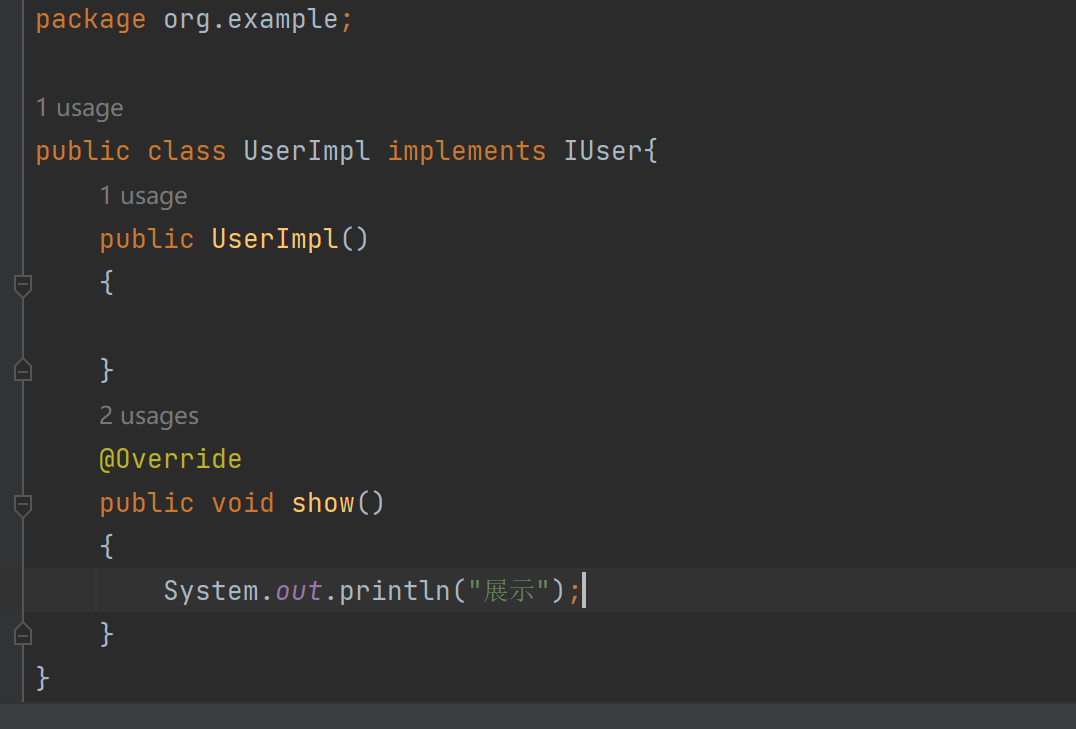 package org.example;
1 usage
public class UserImpl implements IUser{
1 usage
public UserImpl()
{
}
2 usages
@Override
public void show()
{
System.out.println("展示");
}
}